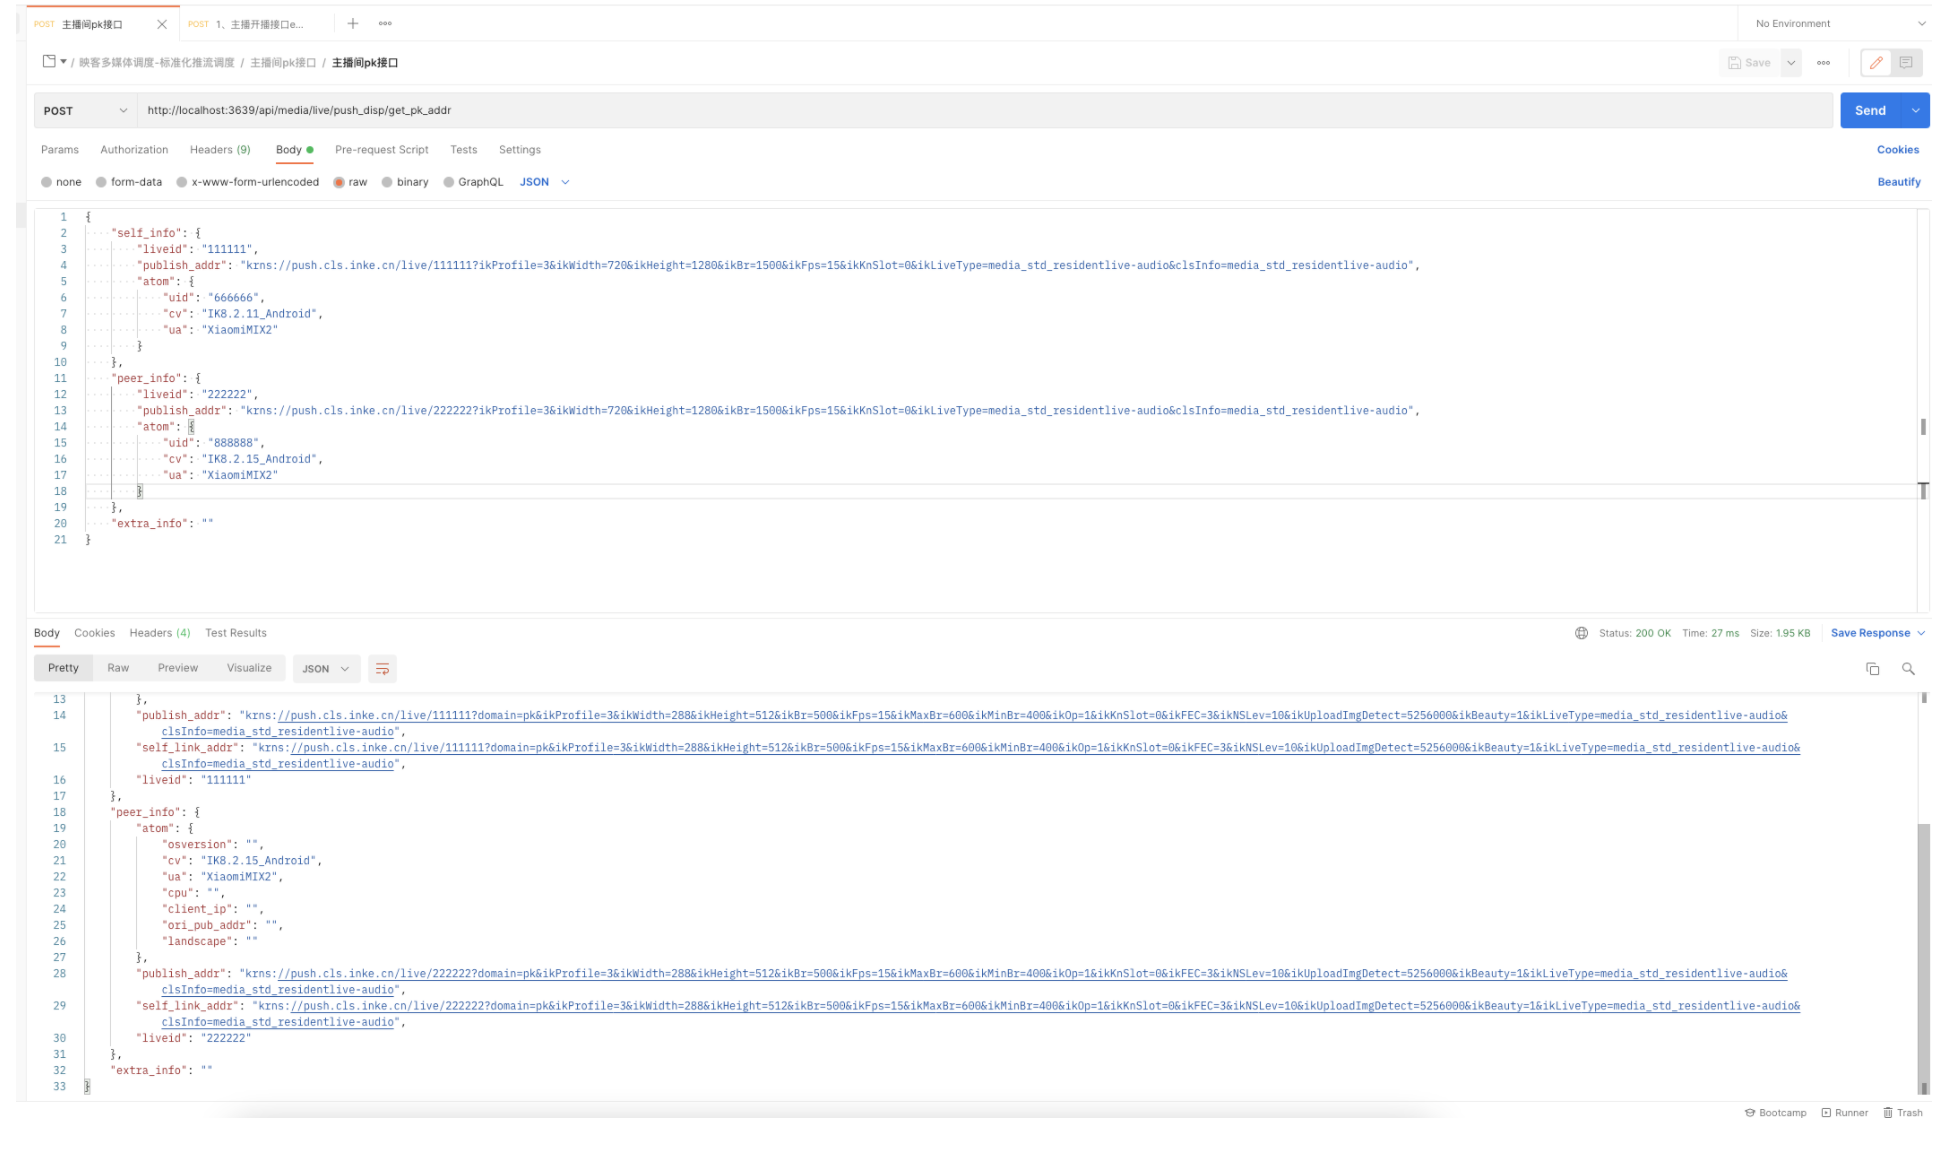 POST 主播间pk接口
POST 1、主播开播接口e...
No Environment
/ 映客多媒体调度-标准化推流调度 / 主播间pk接口 / 主播间pk接口
Save
POST http://localhost:3639/api/media/live/push_disp/get_pk_addr
Send
Params Authorization Headers (9) Body Pre-request Script Tests Settings
Cookies
none form-data x-www-form-urlencoded raw binary GraphQL JSON
Beautify
1 {
2 "self_info": {
3 "liveid": "111111",
4 "publish_addr": "krns://push.cls.inke.cn/live/111111?ikProfile=3&ikWidth=720&ikHeight=1280&ikBr=1500&ikFps=15&ikKnSlot=0&ikLiveType=media_std_residentlive-audio&clsInfo=media_std_residentlive-audio",
5 "atom": {
6 "uid": "666666",
7 "cv": "IK8.2.11_Android",
8 "ua": "XiaomiMIX2"
9 }
10 },
11 "peer_info": {
12 "liveid": "222222",
13 "publish_addr": "krns://push.cls.inke.cn/live/222222?ikProfile=3&ikWidth=720&ikHeight=1280&ikBr=1500&ikFps=15&ikKnSlot=0&ikLiveType=media_std_residentlive-audio&clsInfo=media_std_residentlive-audio",
14 "atom": {
15 "uid": "888888",
16 "cv": "IK8.2.15_Android",
17 "ua": "XiaomiMIX2"
18 }
19 },
20 "extra_info": ""
21 }
Body Cookies Headers (4) Test Results
Status: 200 OK Time: 27 ms Size: 1.95 KB Save Response
Pretty Raw Preview Visualize JSON
13 },
14 "publish_addr": "krns://push.cls.inke.cn/live/111111?domain=pk&ikProfile=3&ikWidth=288&ikHeight=512&ikBr=500&ikFps=15&ikMaxBr=600&ikMinBr=400&ikOp=1&ikKnSlot=0&ikFEC=3&ikNSLev=10&ikUploadImgDetect=5256000&ikBeauty=1&ikLiveType=media_std_residentlive-audio&
clsInfo=media_std_residentlive-audio",
15 "self_link_addr": "krns://push.cls.inke.cn/live/111111?domain=pk&ikProfile=3&ikWidth=288&ikHeight=512&ikBr=500&ikFps=15&ikMaxBr=600&ikMinBr=400&ikOp=1&ikKnSlot=0&ikFEC=3&ikNSLev=10&ikUploadImgDetect=5256000&ikBeauty=1&ikLiveType=media_std_residentlive-audio&
clsInfo=media_std_residentlive-audio",
16 "liveid": "111111"
17 },
18 "peer_info": {
19 "atom": {
20 "osversion": "",
21 "cv": "IK8.2.15_Android",
22 "ua": "XiaomiMIX2",
23 "cpu": "",
24 "client_ip": "",
25 "ori_pub_addr": "",
26 "landscape": ""
27 },
28 "publish_addr": "krns://push.cls.inke.cn/live/222222?domain=pk&ikProfile=3&ikWidth=288&ikHeight=512&ikBr=500&ikFps=15&ikMaxBr=600&ikMinBr=400&ikOp=1&ikKnSlot=0&ikFEC=3&ikNSLev=10&ikUploadImgDetect=5256000&ikBeauty=1&ikLiveType=media_std_residentlive-audio&
clsInfo=media_std_residentlive-audio",
29 "self_link_addr": "krns://push.cls.inke.cn/live/222222?domain=pk&ikProfile=3&ikWidth=288&ikHeight=512&ikBr=500&ikFps=15&ikMaxBr=600&ikMinBr=400&ikOp=1&ikKnSlot=0&ikFEC=3&ikNSLev=10&ikUploadImgDetect=5256000&ikBeauty=1&ikLiveType=media_std_residentlive-audio&
clsInfo=media_std_residentlive-audio",
30 "liveid": "222222"
31 },
32 "extra_info": ""
33 }
Bootcamp Runner Trash